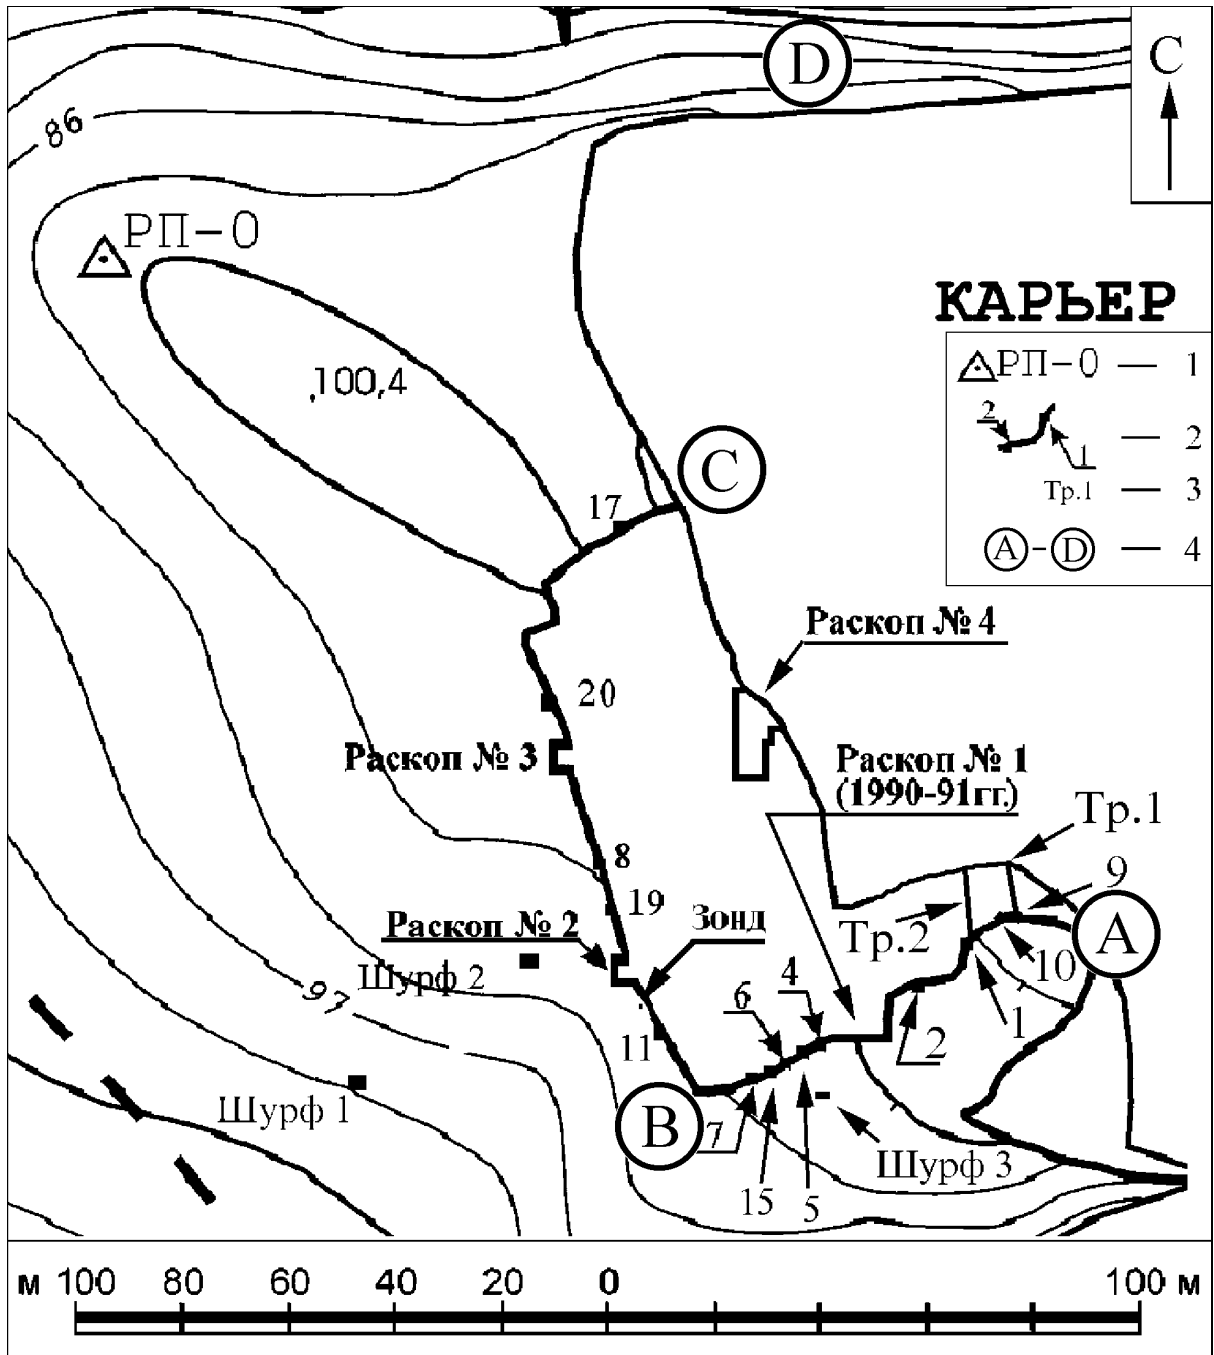 D
С
86
РП-0
КАРЬЕР
РП-0 — 1
2
1
— 2
Тр.1 — 3
A-D — 4
100,4
C
17
Раскоп № 4
20
Раскоп № 3
Раскоп № 1
(1990-91гг.)
Тр.1
8
9
19
Раскоп № 2
Зонд
Тр.2
A
10
Шурф 2
97
4
6
1
2
11
Шурф 1
B
7
Шурф 3
15
5
м 100 80 60 40 20 0 100 м